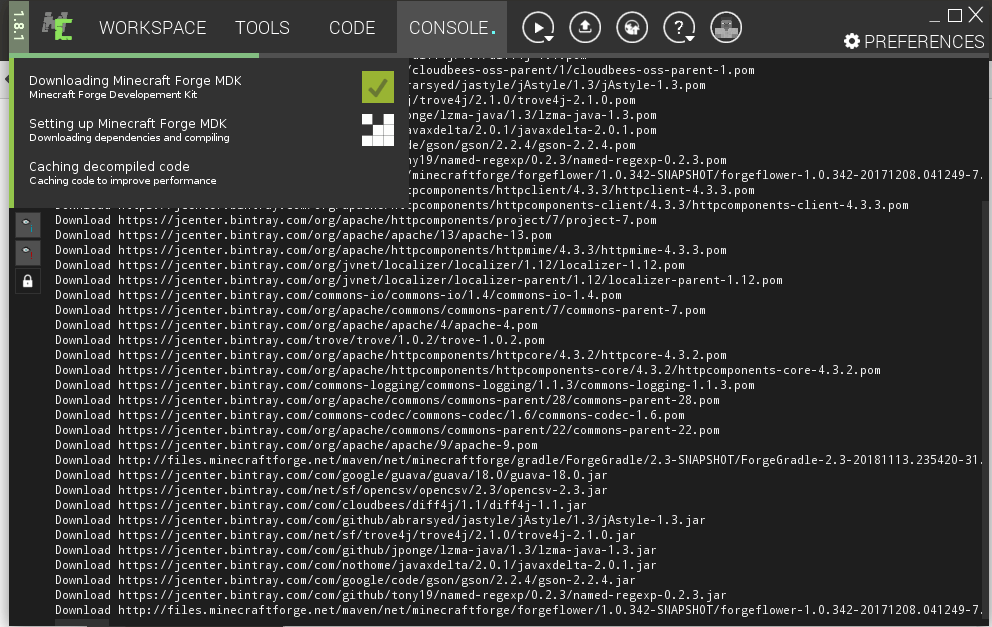 1.8.1
WORKSPACE TOOLS CODE CONSOLE. ?
PREFERENCES
Downloading Minecraft Forge MDK
Minecraft Forge Developement Kit
Setting up Minecraft Forge MDK
Downloading dependencies and compiling
Caching decompiled code
Caching code to improve performance
/cloudbees-oss-parent/1/cloudbees-oss-parent-1.pom
rarsyed/jastyle/jAstyle/1.3/jAstyle-1.3.pom
j/trove4j/2.1.0/trove4j-2.1.0.pom
ponge/lzma-java/1.3/lzma-java-1.3.pom
avaxdelta/2.0.1/javaxdelta-2.0.1.pom
de/gson/gson/2.2.4/gson-2.2.4.pom
ny19/named-regexp/0.2.3/named-regexp-0.2.3.pom
minecraftforge/forgeflower/1.0.342-SNAPSHOT/forgeflower-1.0.342-20171208.041249-7.
tpcomponents/httpclient/4.3.3/httpclient-4.3.3.pom
Download https://jcenter.bintray.com/org/apache/httpcomponents/httpcomponents-client/4.3.3/httpcomponents-client-4.3.3.pom
Download https://jcenter.bintray.com/org/apache/httpcomponents/project/7/project-7.pom
Download https://jcenter.bintray.com/org/apache/apache/13/apache-13.pom
Download https://jcenter.bintray.com/org/apache/httpcomponents/httpmime/4.3.3/httpmime-4.3.3.pom
Download https://jcenter.bintray.com/org/jvnet/localizer/localizer/1.12/localizer-1.12.pom
Download https://jcenter.bintray.com/org/jvnet/localizer/localizer-parent/1.12/localizer-parent-1.12.pom
Download https://jcenter.bintray.com/commons-io/commons-io/1.4/commons-io-1.4.pom
Download https://jcenter.bintray.com/org/apache/commons/commons-parent/7/commons-parent-7.pom
Download https://jcenter.bintray.com/org/apache/apache/4/apache-4.pom
Download https://jcenter.bintray.com/trove/trove/1.0.2/trove-1.0.2.pom
Download https://jcenter.bintray.com/org/apache/httpcomponents/httpcore/4.3.2/httpcore-4.3.2.pom
Download https://jcenter.bintray.com/org/apache/httpcomponents/httpcomponents-core/4.3.2/httpcomponents-core-4.3.2.pom
Download https://jcenter.bintray.com/commons-logging/commons-logging/1.1.3/commons-logging-1.1.3.pom
Download https://jcenter.bintray.com/org/apache/commons/commons-parent/28/commons-parent-28.pom
Download https://jcenter.bintray.com/commons-codec/commons-codec/1.6/commons-codec-1.6.pom
Download https://jcenter.bintray.com/org/apache/commons/commons-parent/22/commons-parent-22.pom
Download https://jcenter.bintray.com/org/apache/apache/9/apache-9.pom
Download http://files.minecraftforge.net/maven/net/minecraftforge/gradle/ForgeGradle/2.3-SNAPSHOT/ForgeGradle-2.3-20181113.235420-31.
Download https://jcenter.bintray.com/com/google/guava/guava/18.0/guava-18.0.jar
Download https://jcenter.bintray.com/net/sf/opencsv/opencsv/2.3/opencsv-2.3.jar
Download https://jcenter.bintray.com/com/cloudbees/diff4j/1.1/diff4j-1.1.jar
Download https://jcenter.bintray.com/com/github/abrarsyed/jastyle/jAstyle/1.3/jAstyle-1.3.jar
Download https://jcenter.bintray.com/net/sf/trove4j/trove4j/2.1.0/trove4j-2.1.0.jar
Download https://jcenter.bintray.com/com/github/jponge/lzma-java/1.3/lzma-java-1.3.jar
Download https://jcenter.bintray.com/com/nothome/javaxdelta/2.0.1/javaxdelta-2.0.1.jar
Download https://jcenter.bintray.com/com/google/code/gson/gson/2.2.4/gson-2.2.4.jar
Download https://jcenter.bintray.com/com/github/tony19/named-regexp/0.2.3/named-regexp-0.2.3.jar
Download http://files.minecraftforge.net/maven/net/minecraftforge/forgeflower/1.0.342-SNAPSHOT/forgeflower-1.0.342-20171208.041249-7.